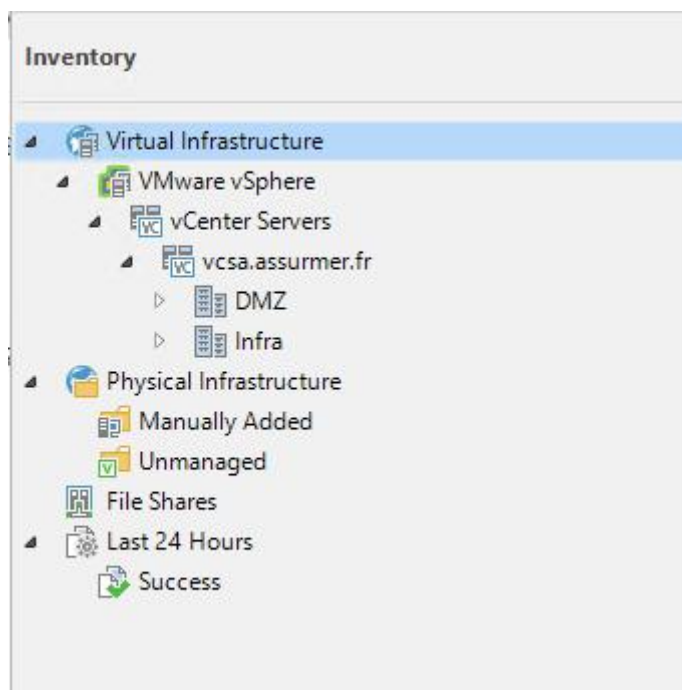 Inventory
Virtual Infrastructure
VMware vSphere
vCenter Servers
vcsa.assurmer.fr
DMZ
Infra
Physical Infrastructure
Manually Added
Unmanaged
File Shares
Last 24 Hours
Success